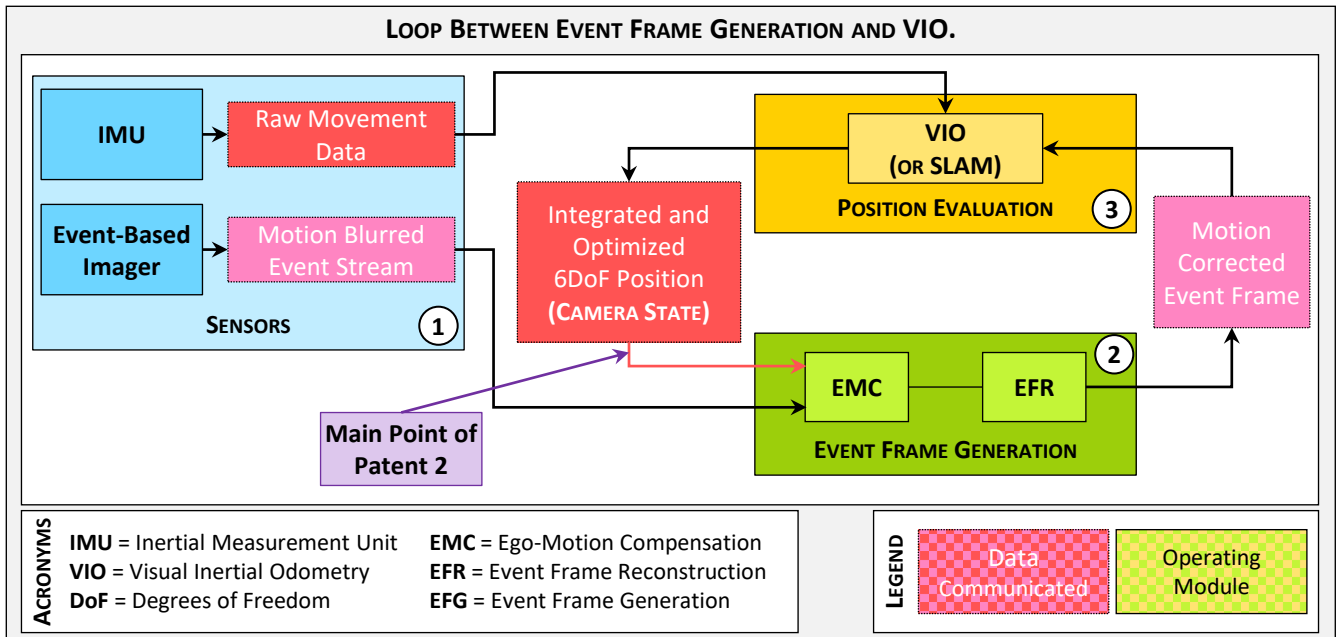 LOOP BETWEEN EVENT FRAME GENERATION AND VIO.
IMU
Raw Movement
Data
Event-Based
Imager
Motion Blurred
Event Stream
SENSORS
1
Integrated and
Optimized
6DoF Position
(CAMERA STATE)
VIO
(OR SLAM)
POSITION EVALUATION
3
Motion
Corrected
Event Frame
2
EMC
EFR
EVENT FRAME GENERATION
Main Point of
Patent 2
ACRONYMS
IMU = Inertial Measurement Unit
VIO = Visual Inertial Odometry
DoF = Degrees of Freedom
EMC = Ego-Motion Compensation
EFR = Event Frame Reconstruction
EFG = Event Frame Generation
LEGEND
Data
Communicated
Operating
Module